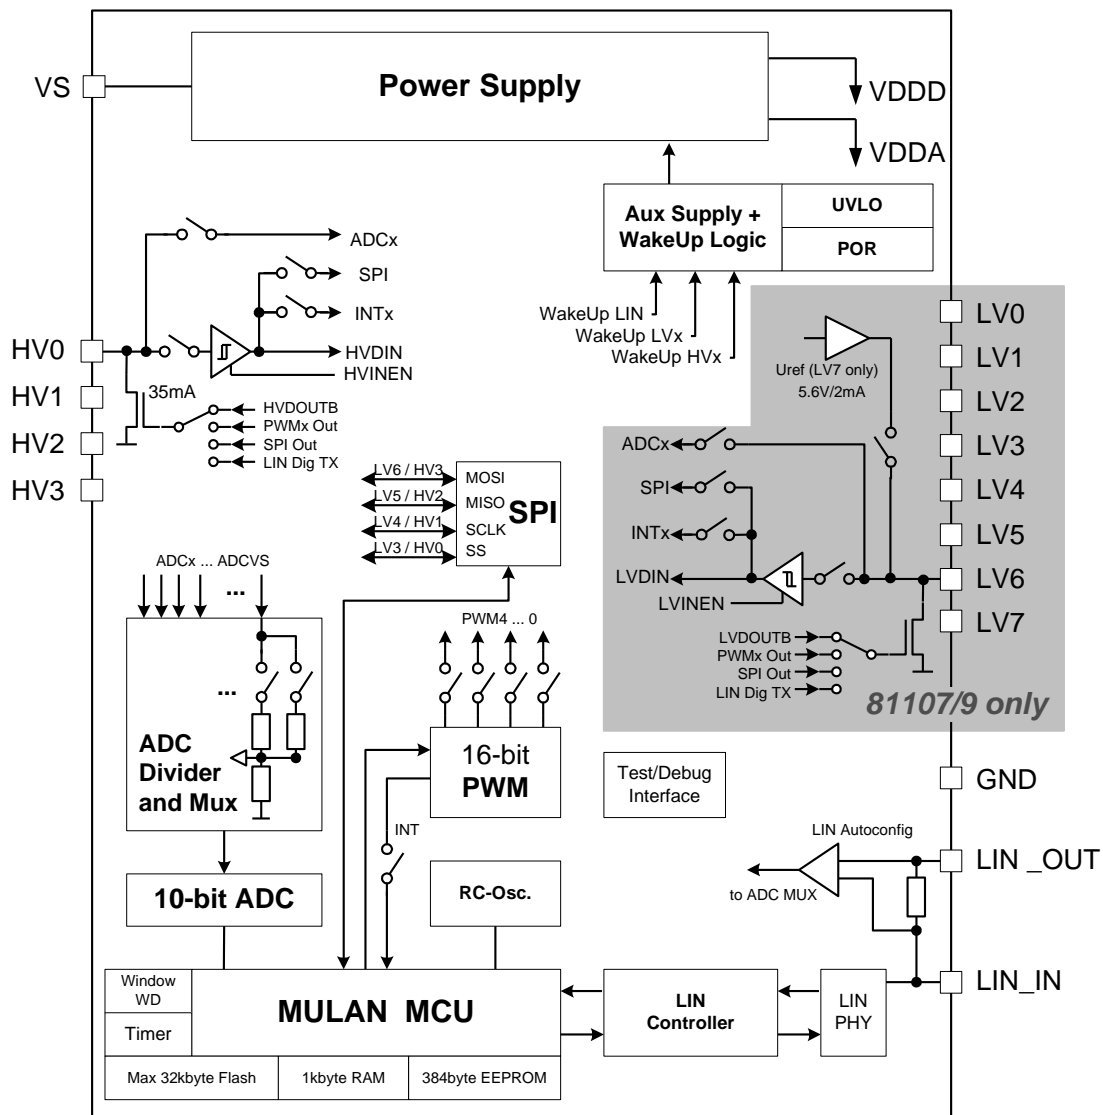 Power Supply
VS
VDDD
VDDA
Aux Supply +
WakeUp Logic
UVLO
POR
WakeUp LIN
WakeUp LVx
WakeUp HVx
ADCx
SPI
INTx
HVDIN
HVINEN
HV0
HV1
HV2
HV3
35mA
HVDOUTB
PWMx Out
SPI Out
LIN Dig TX
LV0
LV1
LV2
LV3
LV4
LV5
LV6
LV7
Uref (LV7 only)
5.6V/2mA
ADCx
SPI
INTx
LVDIN
LVINEN
LVDOUTB
PWMx Out
SPI Out
LIN Dig TX
81107/9 only
LV6 / HV3
LV5 / HV2
LV4 / HV1
LV3 / HV0
MOSI
MISO
SCLK
SS
SPI
ADCx ... ADCVS
...
...
ADC
Divider
and Mux
PWM4 ... 0
16-bit
PWM
INT
Test/Debug
Interface
GND
LIN Autoconfig
LIN _OUT
to ADC MUX
LIN_IN
10-bit ADC
RC-Osc.
Window
WD
Timer
MULAN MCU
Max 32kbyte Flash
1kbyte RAM
384byte EEPROM
LIN
Controller
LIN
PHY